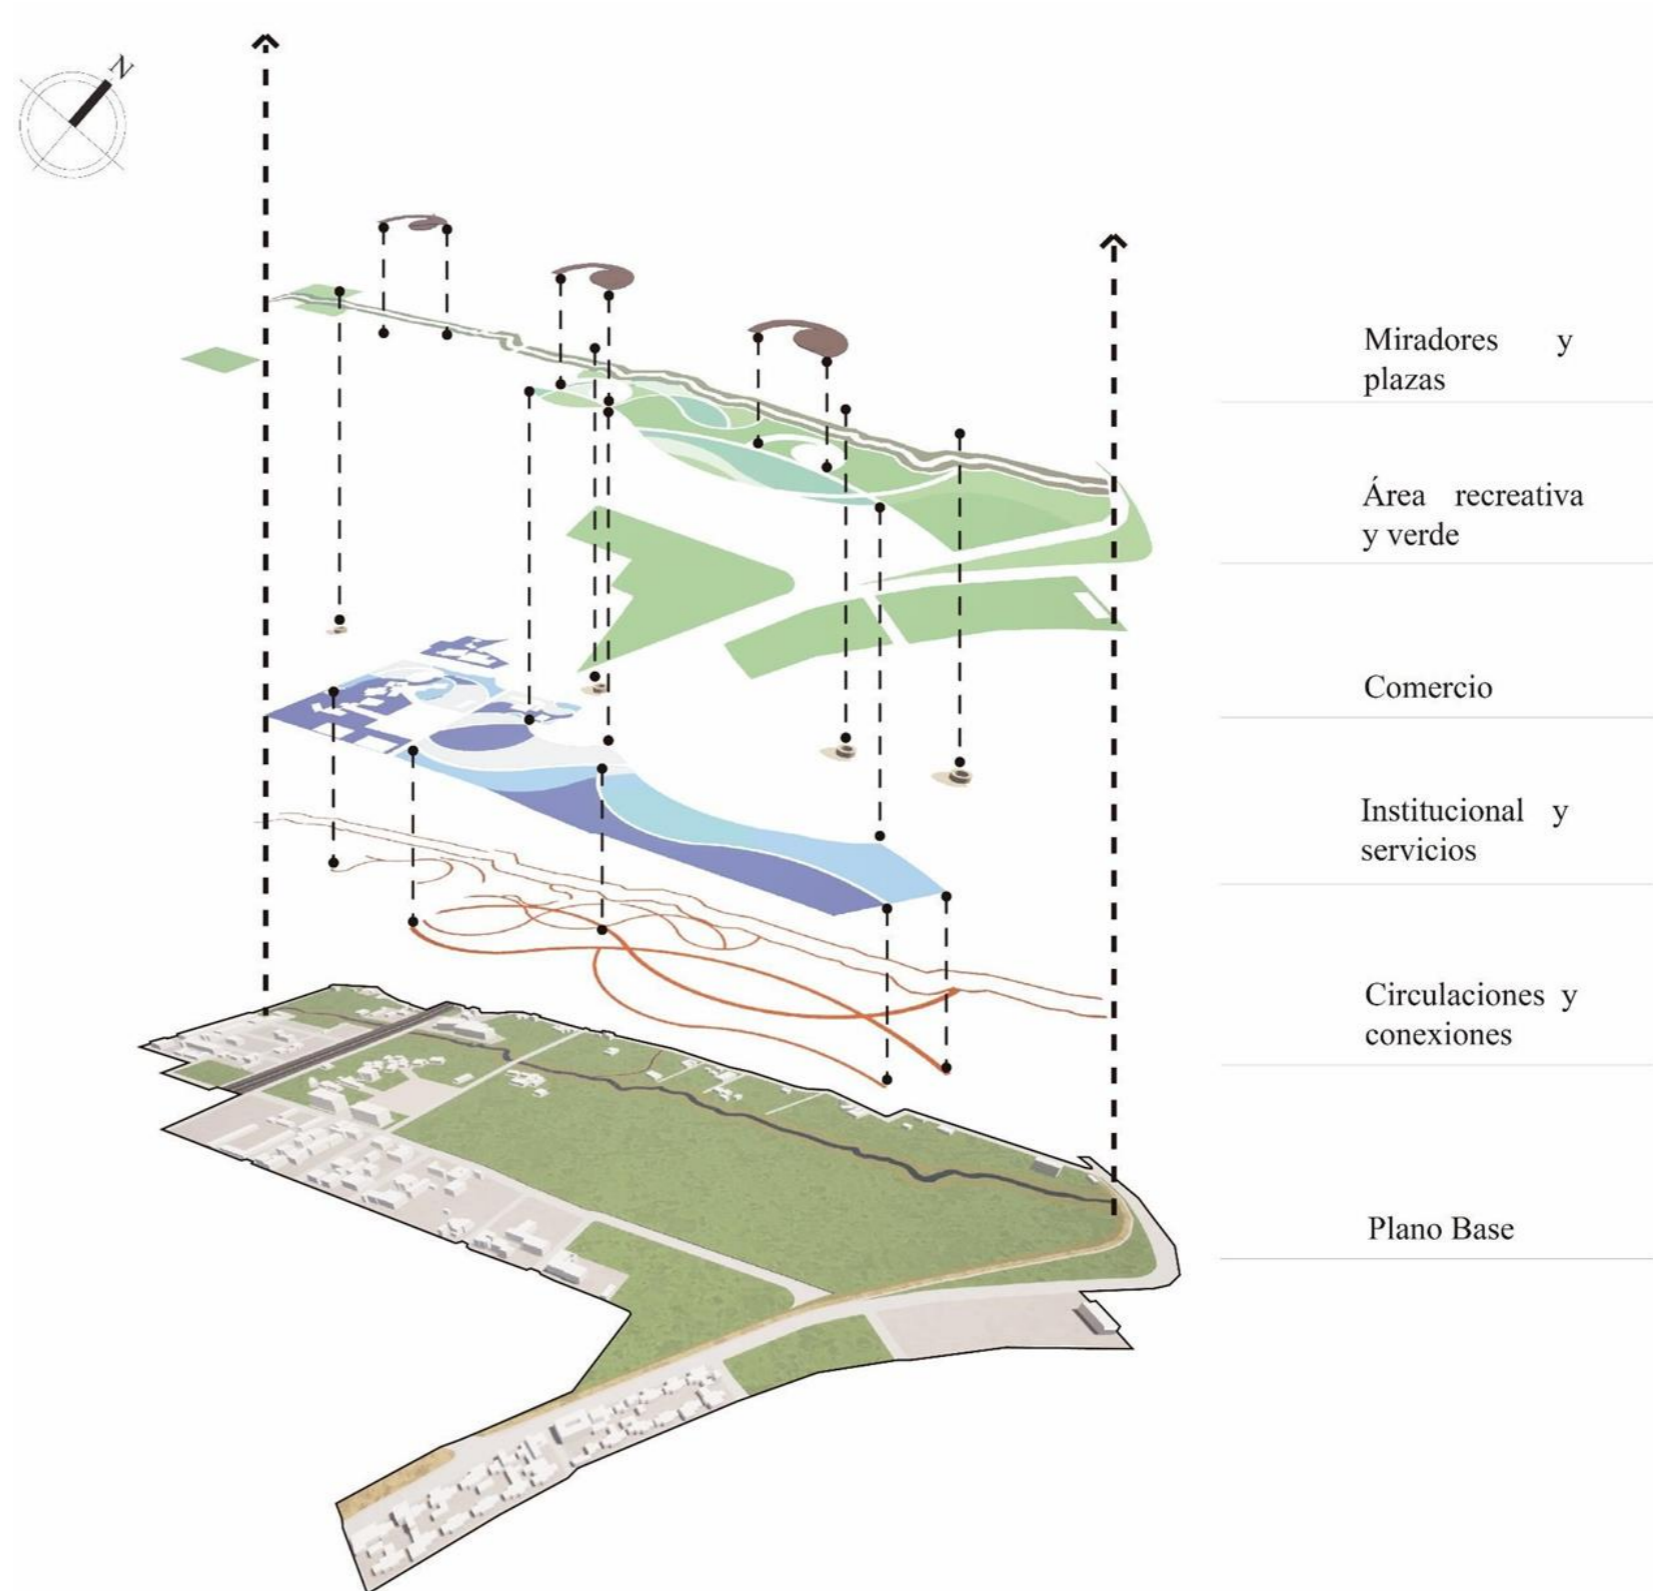 N
Miradores y
plazas
Área recreativa
y verde
Comercio
Institucional y
servicios
Circulaciones y
conexiones
Plano Base